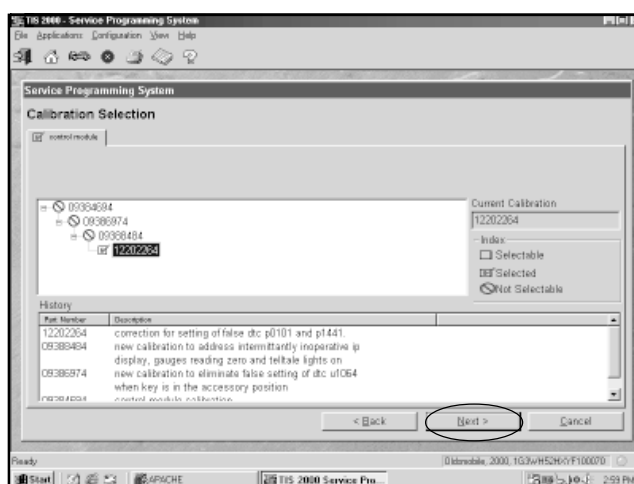 TIS 2000 - Service Programming System
File Applications Configuration View Help
Service Programming System
Calibration Selection
control module
09384694
09386974
09388484
12202264
Current Calibration
12202264
Index
Selectable
Selected
Not Selectable
History
Part Number Description
12202264 correction for setting of false dtc p0101 and p1441.
09388484 new calibration to address intermittantly inoperative ip
display, gauges reading zero and telltale lights on
09386974 new calibration to eliminate false setting of dtc u1064
when key is in the accessory position
09384694 control module calibration
< Back Next > Cancel
Ready
Oldsmobile, 2000, 1G3WH52HXYF100070
Start APACHE TIS 2000 Service Pro... 2:59 PM